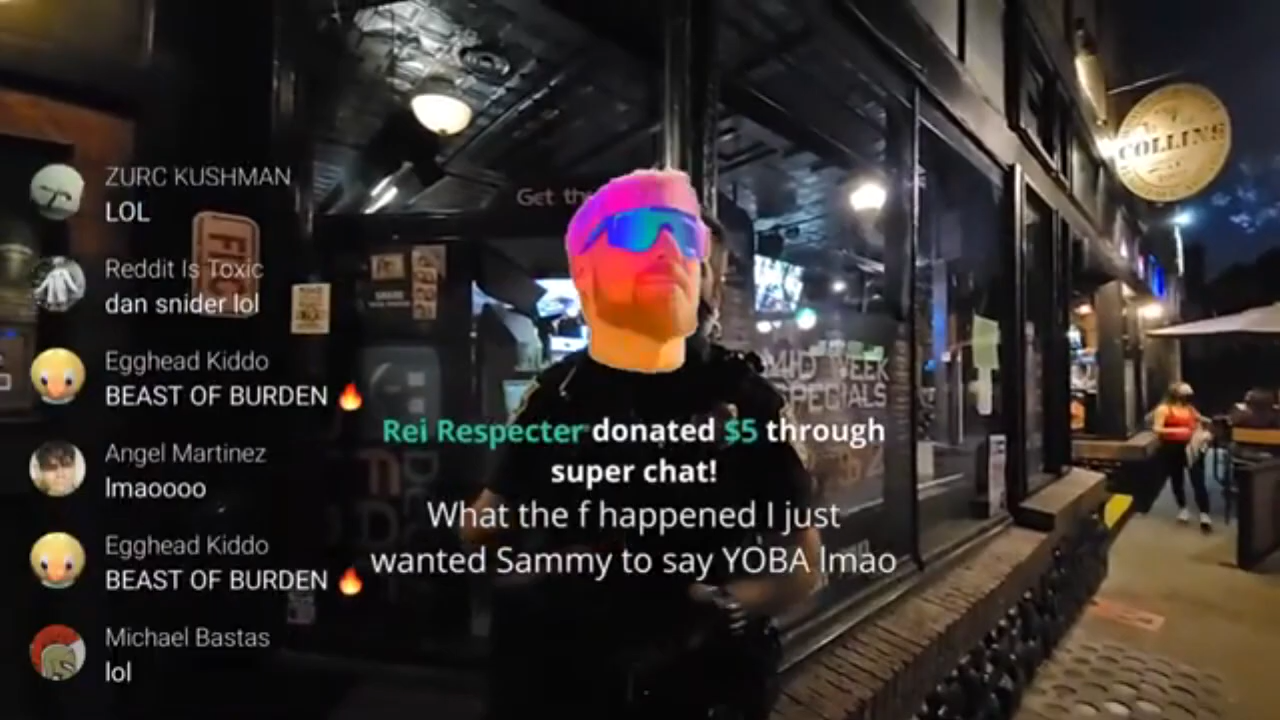 ZURC KUSHMAN
LOL
Reddit Is Toxic
dan snider lol
Egghead Kiddo
BEAST OF BURDEN 🔥
Angel Martinez
lmaoooo
Egghead Kiddo
BEAST OF BURDEN 🔥
Michael Bastas
lol
Get
Rei Respecter donated $5 through
super chat!
What the f happened I just
wanted Sammy to say YOBA lmao
MID WEEK
SPECIALS
COLLINS